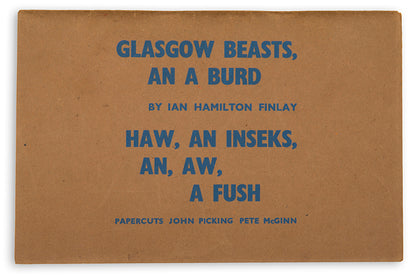 GLASGOW BEASTS,
AN A BURD
BY IAN HAMILTON FINLAY
HAW, AN INSEKS,
AN, AW,
A FUSH
PAPERCUTS JOHN PICKING PETE McGINN